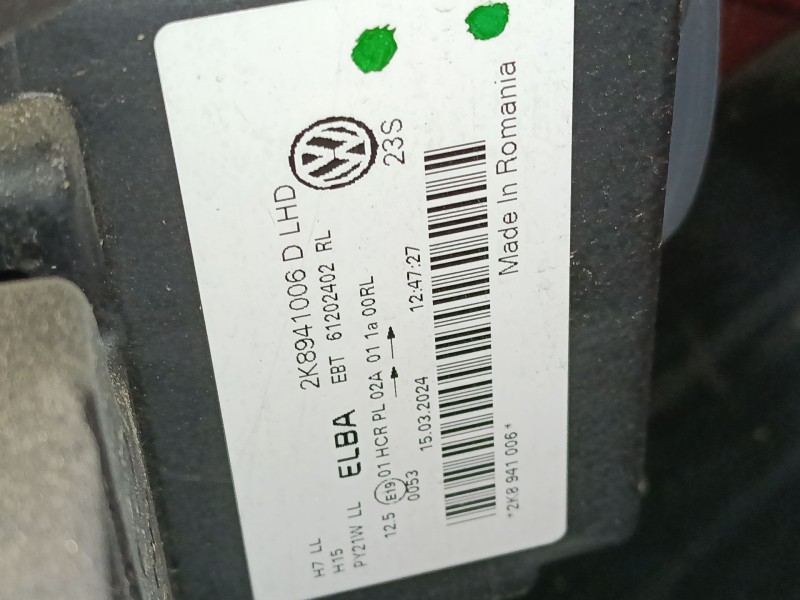 2K8941006 D LHD
EBT 61202402 RL
H7 LL
H15
PY21W LL
ELBA
12.5 E19 01 HCR PL 02A 01 1a 00RL
0053
23S
15.03.2024 12:47:27
*2K8 941 006*
Made In Romania